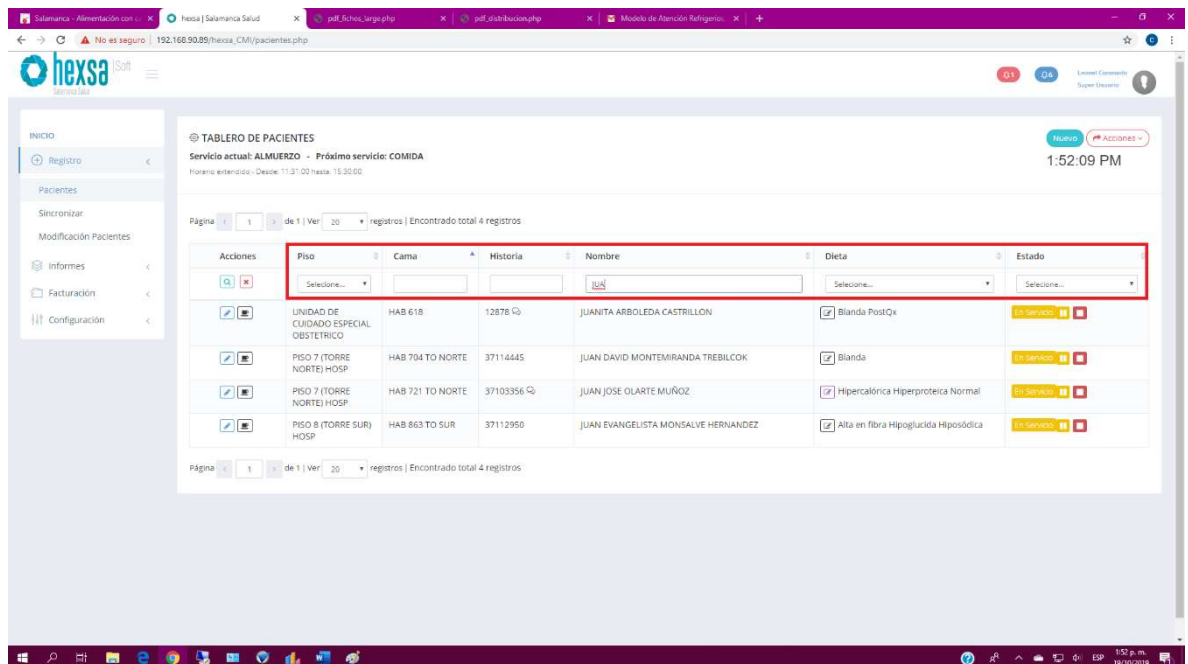 Salamanca - Alimentación con
hexsa | Salamanca Salud
pdf_fichos_large.php
pdf_distribucion.php
Modelo de Atención Refrigerio
No es seguro | 192.168.90.89/hexsa_CMI/pacientes.php
hexsa |Soft
Salamanca Salud
Leonel Coronado
Super Usuario
INICIO
Registro
Pacientes
Sincronizar
Modificación Pacientes
Informes
Facturación
Configuración
TABLERO DE PACIENTES
Servicio actual: ALMUERZO - Próximo servicio: COMIDA
Horario extendido - Desde: 11:31:00 hasta: 15:30:00
Nuevo Acciones
1:52:09 PM
Página 1 de 1 | Ver 20 registros | Encontrado total 4 registros
Acciones Piso Cama Historia Nombre Dieta Estado
Selecione... JUA Selecione... Selecione...
UNIDAD DE CUIDADO ESPECIAL OBSTETRICO HAB 618 12878 JUANITA ARBOLEDA CASTRILLON Blanda PostQx En Servicio
PISO 7 (TORRE NORTE) HOSP HAB 704 TO NORTE 37114445 JUAN DAVID MONTEMIRANDA TREBILCOK Blanda En Servicio
PISO 7 (TORRE NORTE) HOSP HAB 721 TO NORTE 37103356 JUAN JOSE OLARTE MUÑOZ Hipercalórica Hiperproteica Normal En Servicio
PISO 8 (TORRE SUR) HOSP HAB 863 TO SUR 37112950 JUAN EVANGELISTA MONSALVE HERNANDEZ Alta en fibra Hipoglucida Hiposódica En Servicio
Página 1 de 1 | Ver 20 registros | Encontrado total 4 registros
ESP
1:52 p. m.
19/10/2019